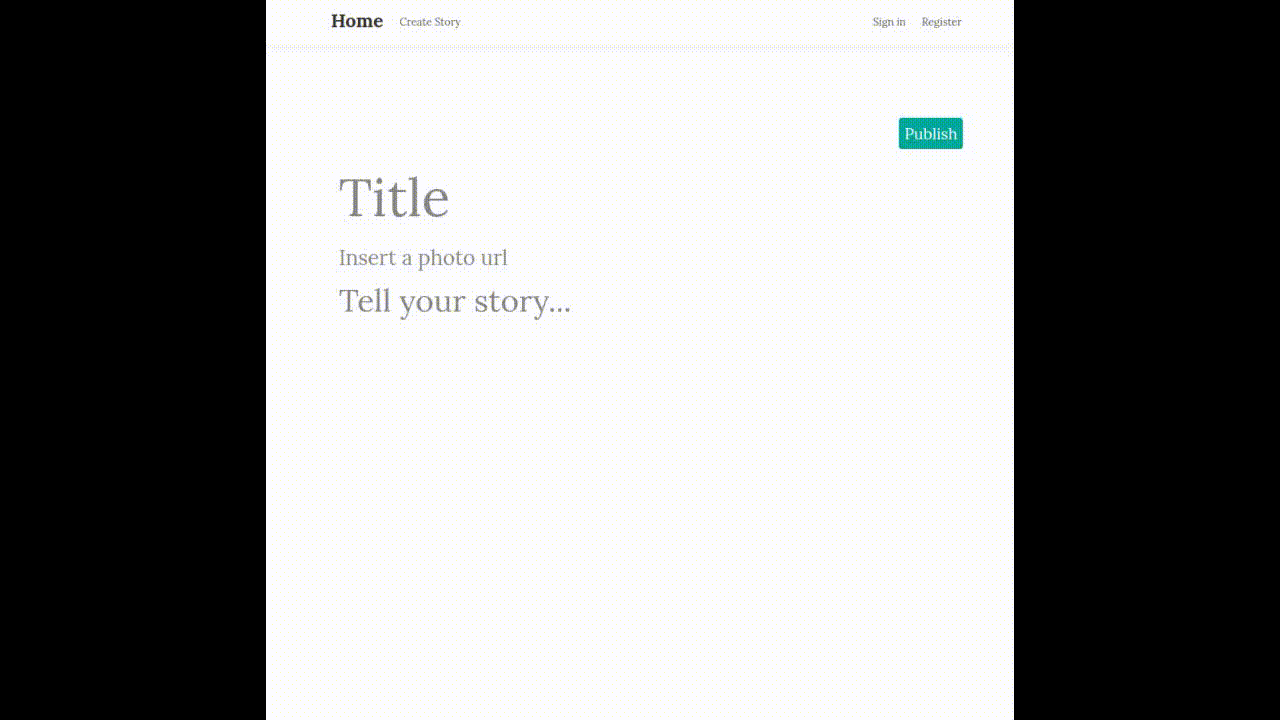 Home Create Story Sign in Register
Publish
Title
Insert a photo url
Tell your story...